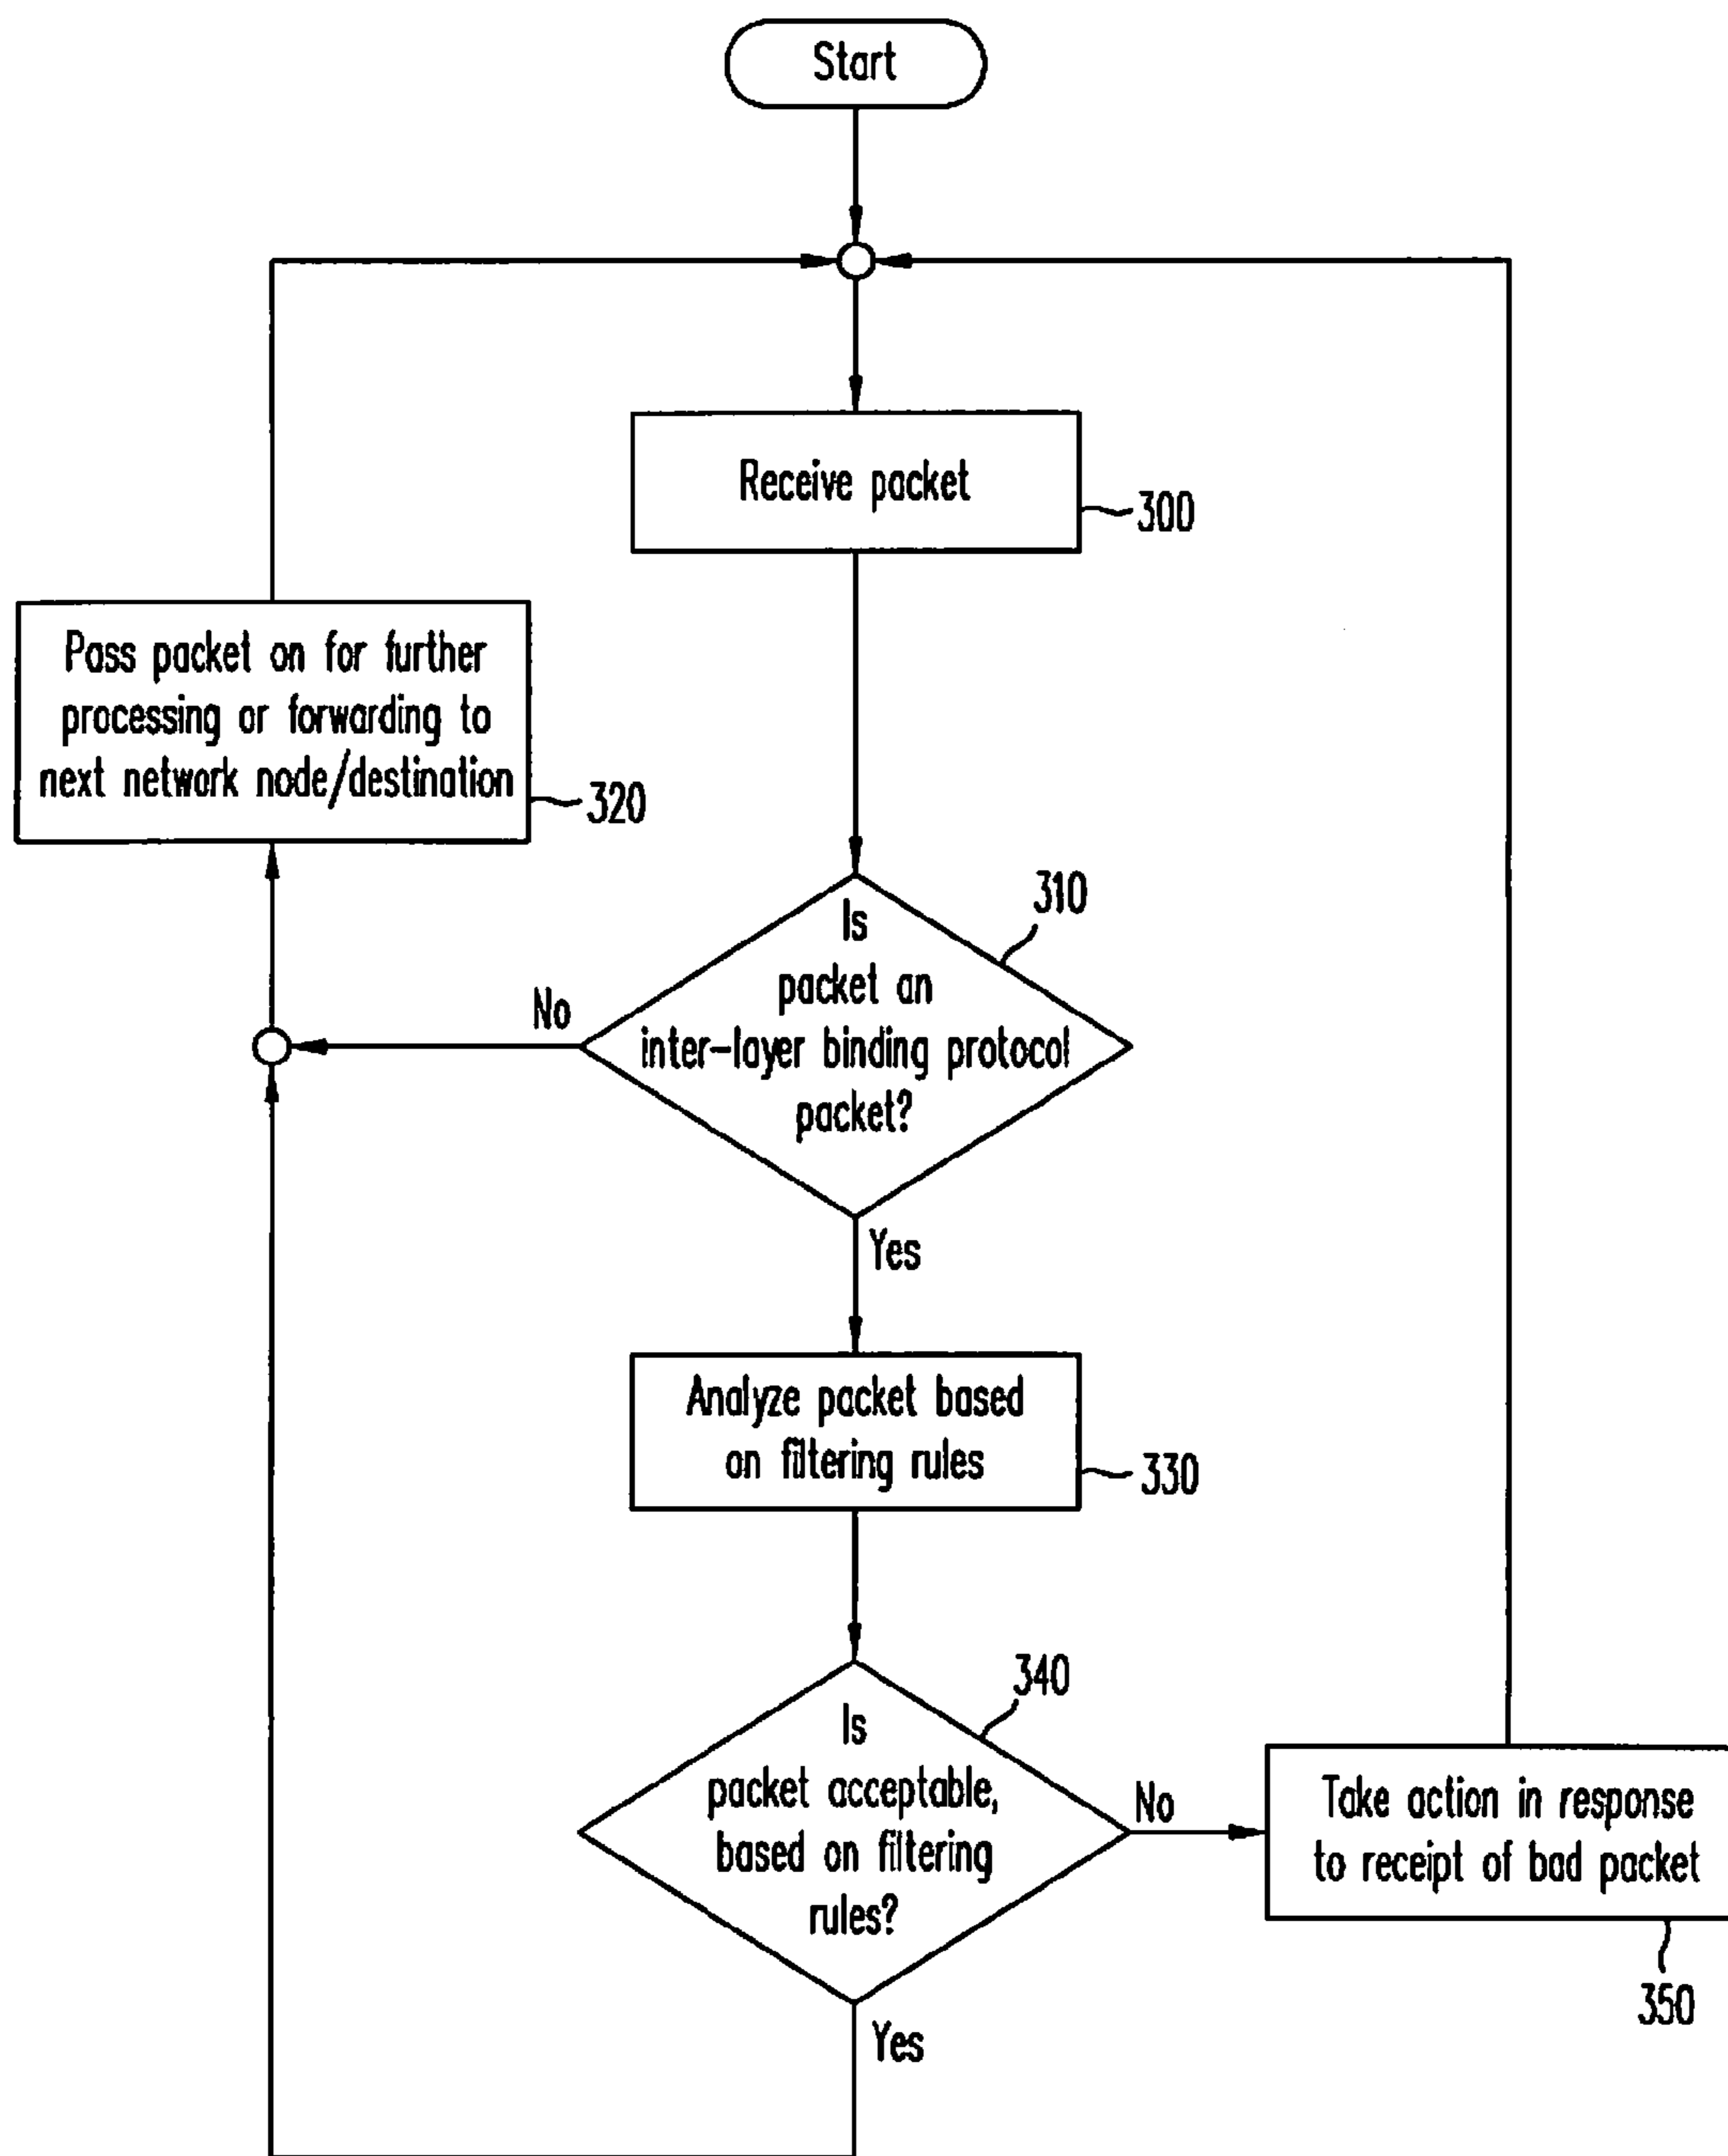 Start
Receive packet
300
Pass packet on for further
processing or forwarding to
next network node/destination
320
310
Is
packet an
inter-layer binding protocol
packet?
No
Yes
Analyze packet based
on filtering rules
330
340
Is
packet acceptable,
based on filtering
rules?
No
Take action in response
to receipt of bad packet
350
Yes